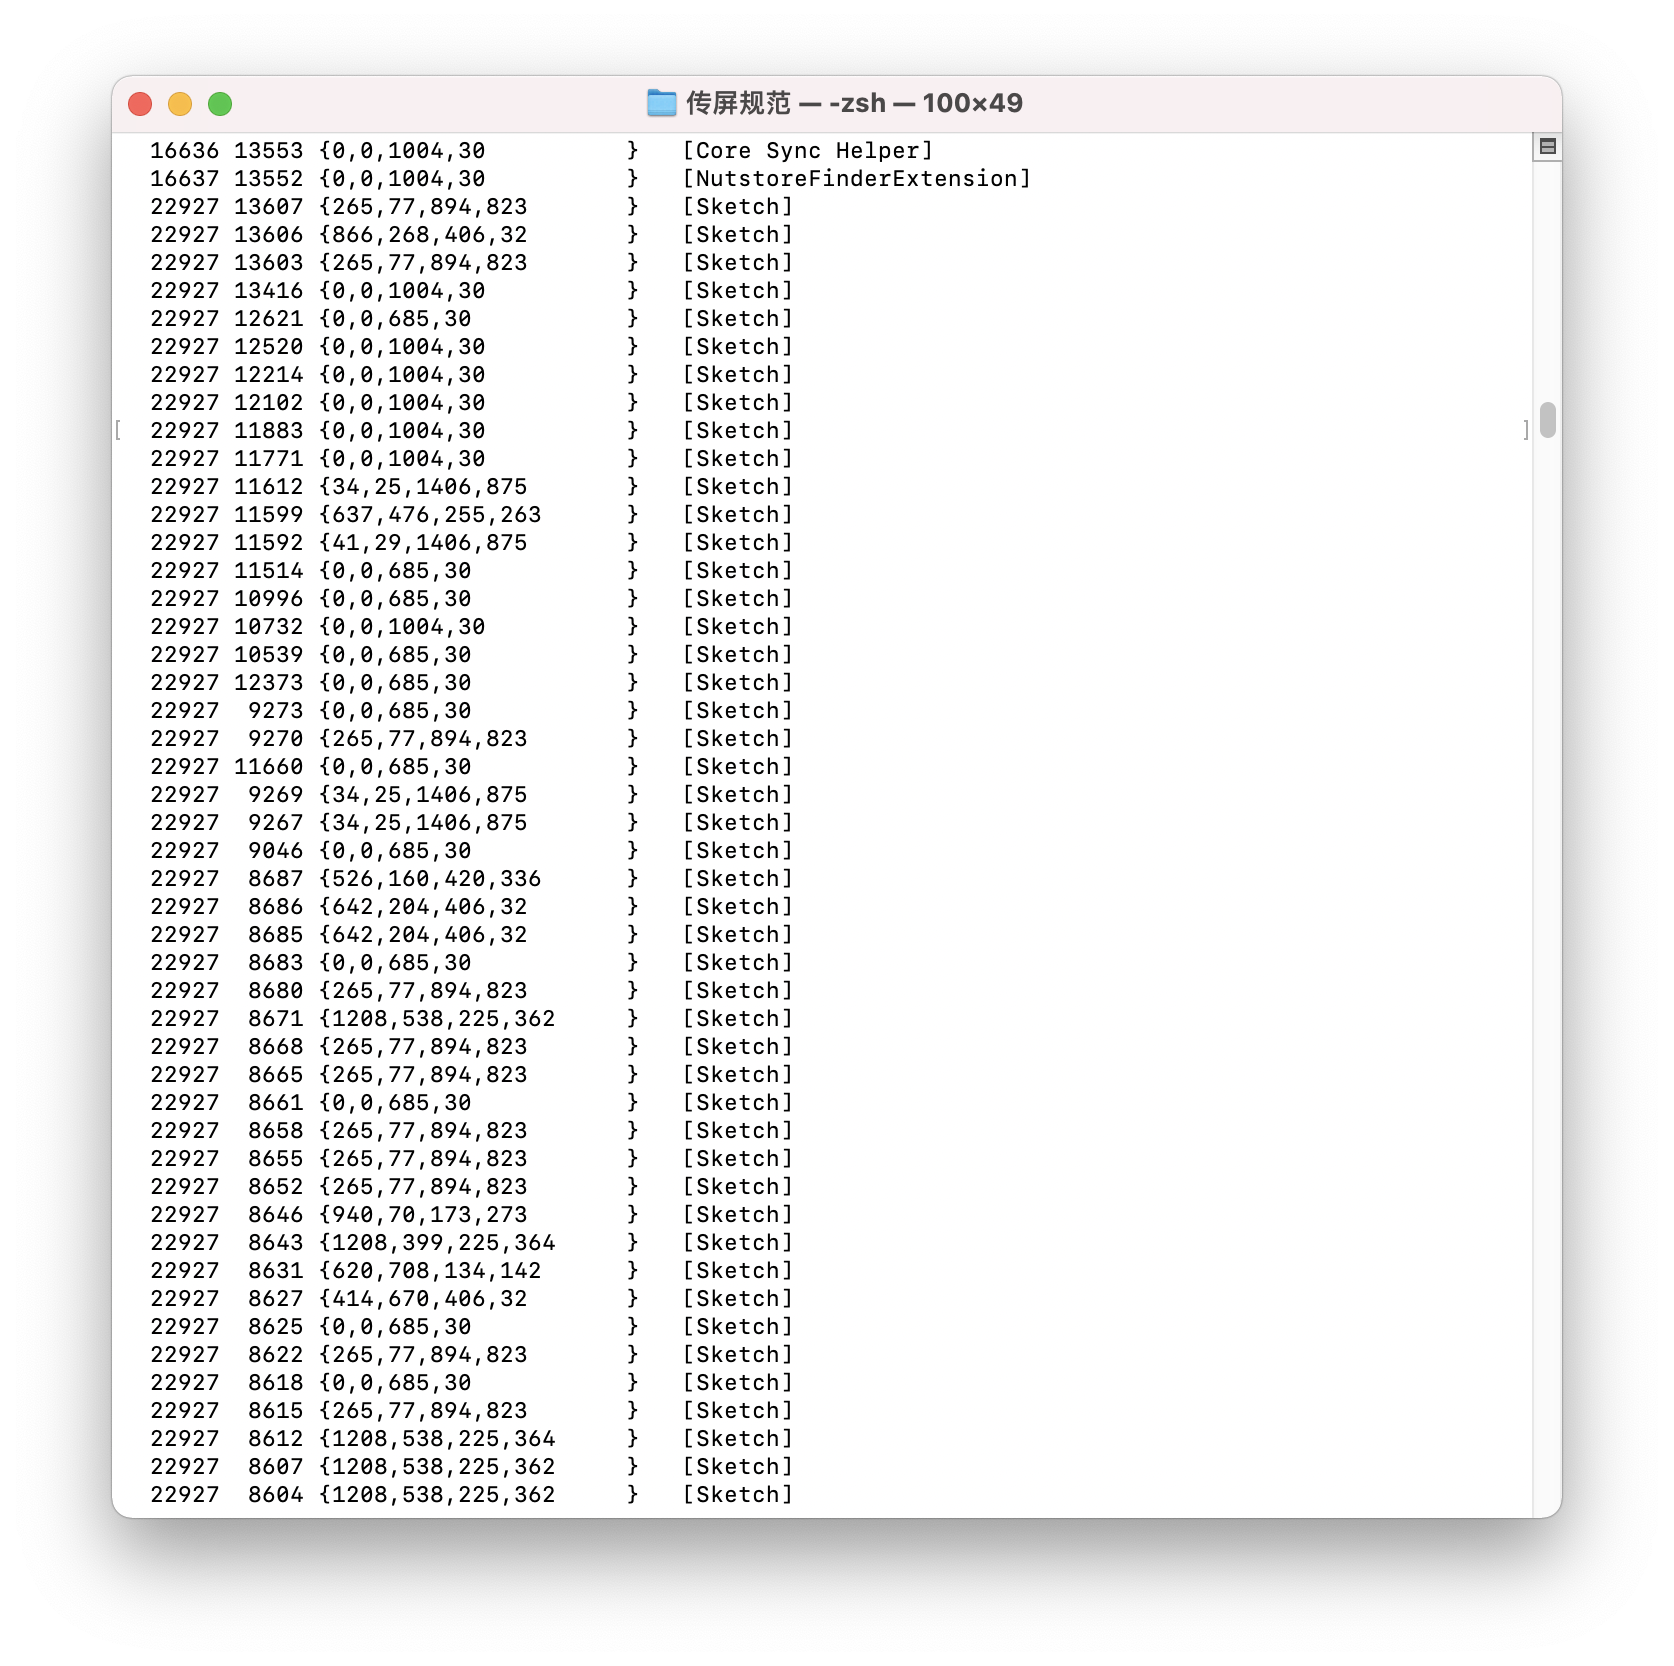 传屏规范 — -zsh — 100×49
16636 13553 {0,0,1004,30          }   [Core Sync Helper]
16637 13552 {0,0,1004,30          }   [NutstoreFinderExtension]
22927 13607 {265,77,894,823       }   [Sketch]
22927 13606 {866,268,406,32       }   [Sketch]
22927 13603 {265,77,894,823       }   [Sketch]
22927 13416 {0,0,1004,30          }   [Sketch]
22927 12621 {0,0,685,30           }   [Sketch]
22927 12520 {0,0,1004,30          }   [Sketch]
22927 12214 {0,0,1004,30          }   [Sketch]
22927 12102 {0,0,1004,30          }   [Sketch]
[ 22927 11883 {0,0,1004,30          }   [Sketch] ]
22927 11771 {0,0,1004,30          }   [Sketch]
22927 11612 {34,25,1406,875       }   [Sketch]
22927 11599 {637,476,255,263      }   [Sketch]
22927 11592 {41,29,1406,875       }   [Sketch]
22927 11514 {0,0,685,30           }   [Sketch]
22927 10996 {0,0,685,30           }   [Sketch]
22927 10732 {0,0,1004,30          }   [Sketch]
22927 10539 {0,0,685,30           }   [Sketch]
22927 12373 {0,0,685,30           }   [Sketch]
22927  9273 {0,0,685,30           }   [Sketch]
22927  9270 {265,77,894,823       }   [Sketch]
22927 11660 {0,0,685,30           }   [Sketch]
22927  9269 {34,25,1406,875       }   [Sketch]
22927  9267 {34,25,1406,875       }   [Sketch]
22927  9046 {0,0,685,30           }   [Sketch]
22927  8687 {526,160,420,336      }   [Sketch]
22927  8686 {642,204,406,32       }   [Sketch]
22927  8685 {642,204,406,32       }   [Sketch]
22927  8683 {0,0,685,30           }   [Sketch]
22927  8680 {265,77,894,823       }   [Sketch]
22927  8671 {1208,538,225,362     }   [Sketch]
22927  8668 {265,77,894,823       }   [Sketch]
22927  8665 {265,77,894,823       }   [Sketch]
22927  8661 {0,0,685,30           }   [Sketch]
22927  8658 {265,77,894,823       }   [Sketch]
22927  8655 {265,77,894,823       }   [Sketch]
22927  8652 {265,77,894,823       }   [Sketch]
22927  8646 {940,70,173,273       }   [Sketch]
22927  8643 {1208,399,225,364     }   [Sketch]
22927  8631 {620,708,134,142      }   [Sketch]
22927  8627 {414,670,406,32       }   [Sketch]
22927  8625 {0,0,685,30           }   [Sketch]
22927  8622 {265,77,894,823       }   [Sketch]
22927  8618 {0,0,685,30           }   [Sketch]
22927  8615 {265,77,894,823       }   [Sketch]
22927  8612 {1208,538,225,364     }   [Sketch]
22927  8607 {1208,538,225,362     }   [Sketch]
22927  8604 {1208,538,225,362     }   [Sketch]